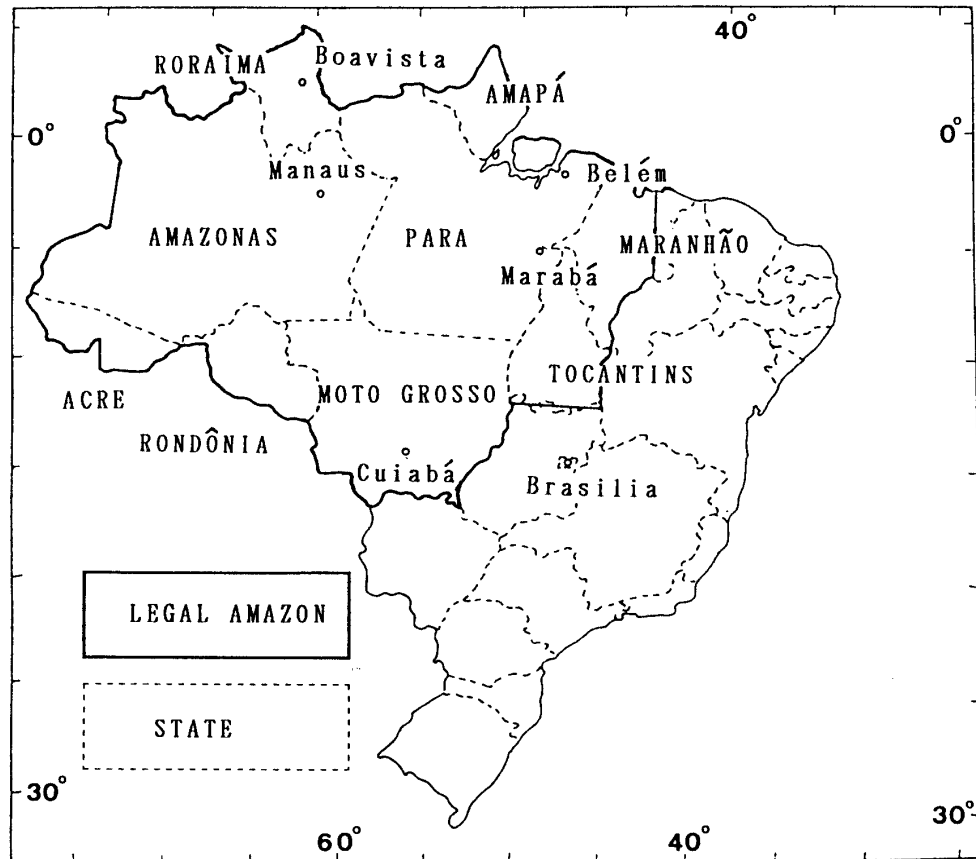 40°
RORAÎMA
Boavista
AMAPÁ
0°
0°
Manaus
Belém
AMAZONAS
PARA
MARANHÃO
Marabá
MOTO GROSSO
TOCANTINS
ACRE
RONDÔNIA
Cuiabá
Brasilia
LEGAL AMAZON
STATE
30°
30°
60°
40°